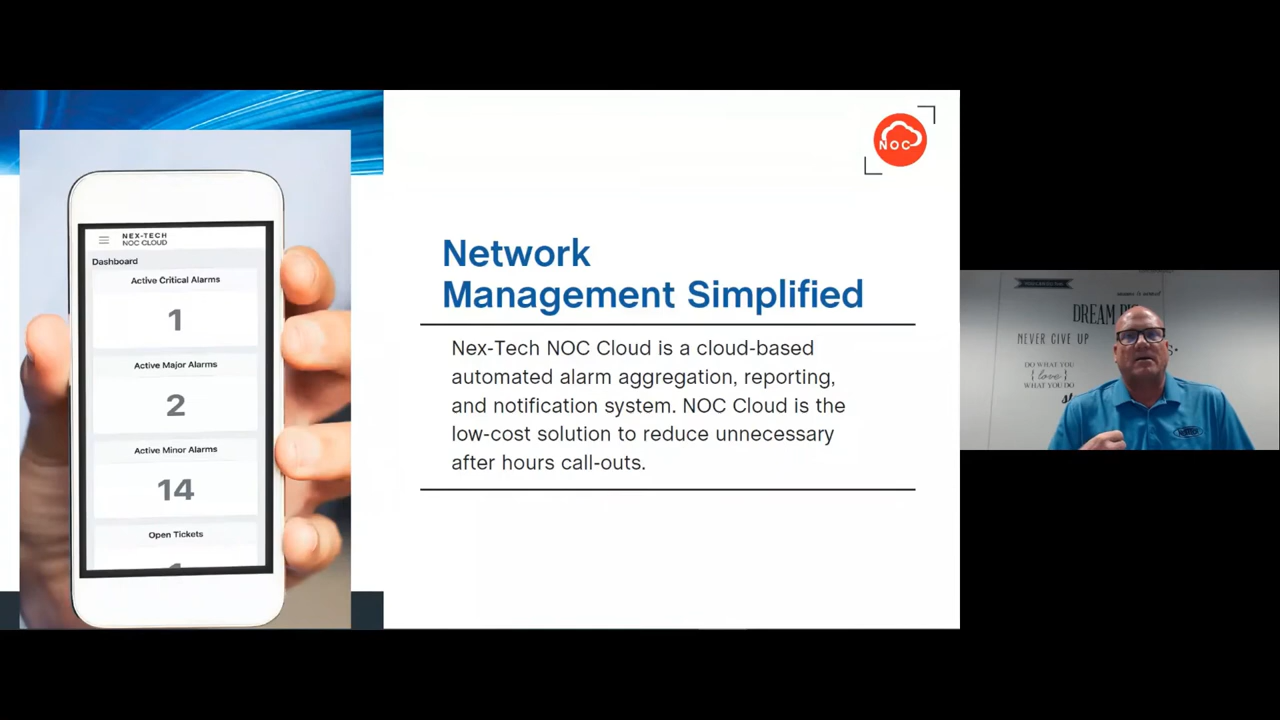 NOC
Network
Management Simplified
Nex-Tech NOC Cloud is a cloud-based
automated alarm aggregation, reporting,
and notification system. NOC Cloud is the
low-cost solution to reduce unnecessary
after hours call-outs.
NEX-TECH
NOC CLOUD
Dashboard
Active Critical Alarms
1
Active Major Alarms
2
Active Minor Alarms
14
Open Tickets
DREAM
NEVER GIVE UP
DO WHAT YOU
love
WHAT YOU DO